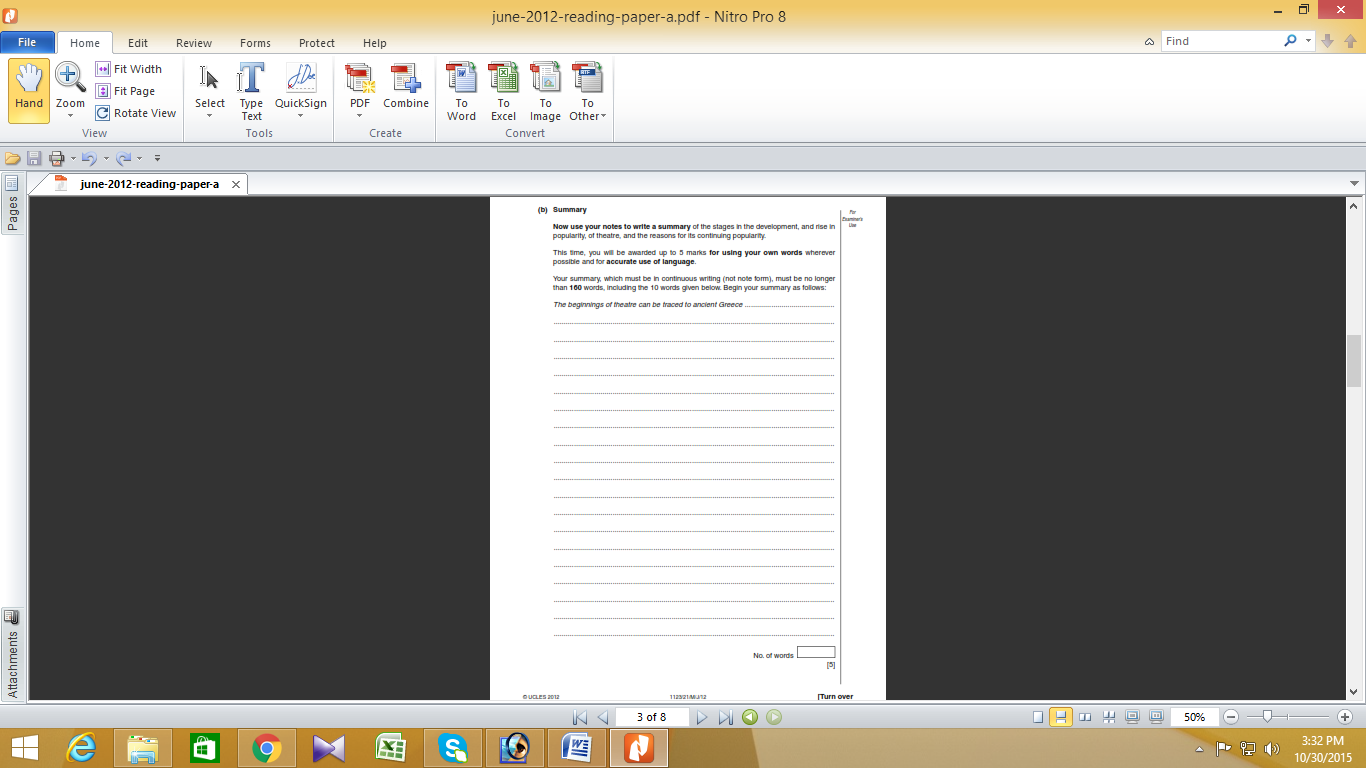 june-2012-reading-paper-a.pdf - Nitro Pro 8
File Home Edit Review Forms Protect Help
Find
Hand
Zoom
Fit Width
Fit Page
Rotate View
Select
Type Text
QuickSign
PDF
Combine
To Word
To Excel
To Image
To Other
View Tools Create Convert
june-2012-reading-paper-a
Pages
Attachments
(b) Summary
For
Examiner's
Use
Now use your notes to write a summary of the stages in the development, and rise in
popularity, of theatre, and the reasons for its continuing popularity.
This time, you will be awarded up to 5 marks for using your own words wherever
possible and for accurate use of language.
Your summary, which must be in continuous writing (not note form), must be no longer
than 160 words, including the 10 words given below. Begin your summary as follows:
The beginnings of theatre can be traced to ancient Greece
No. of words
[5]
© UCLES 2012 1123/21/M/J/12 [Turn over
3 of 8
50%
3:32 PM
10/30/2015